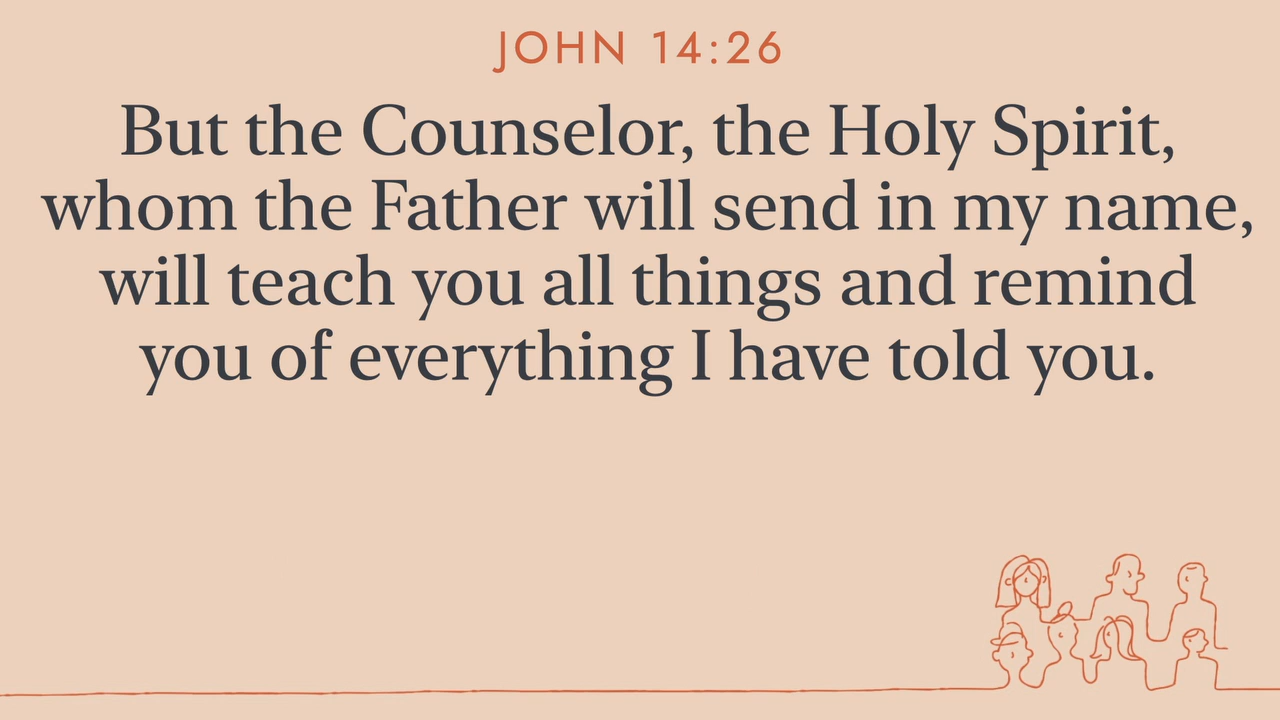 JOHN 14:26
But the Counselor, the Holy Spirit,
whom the Father will send in my name,
will teach you all things and remind
you of everything I have told you.